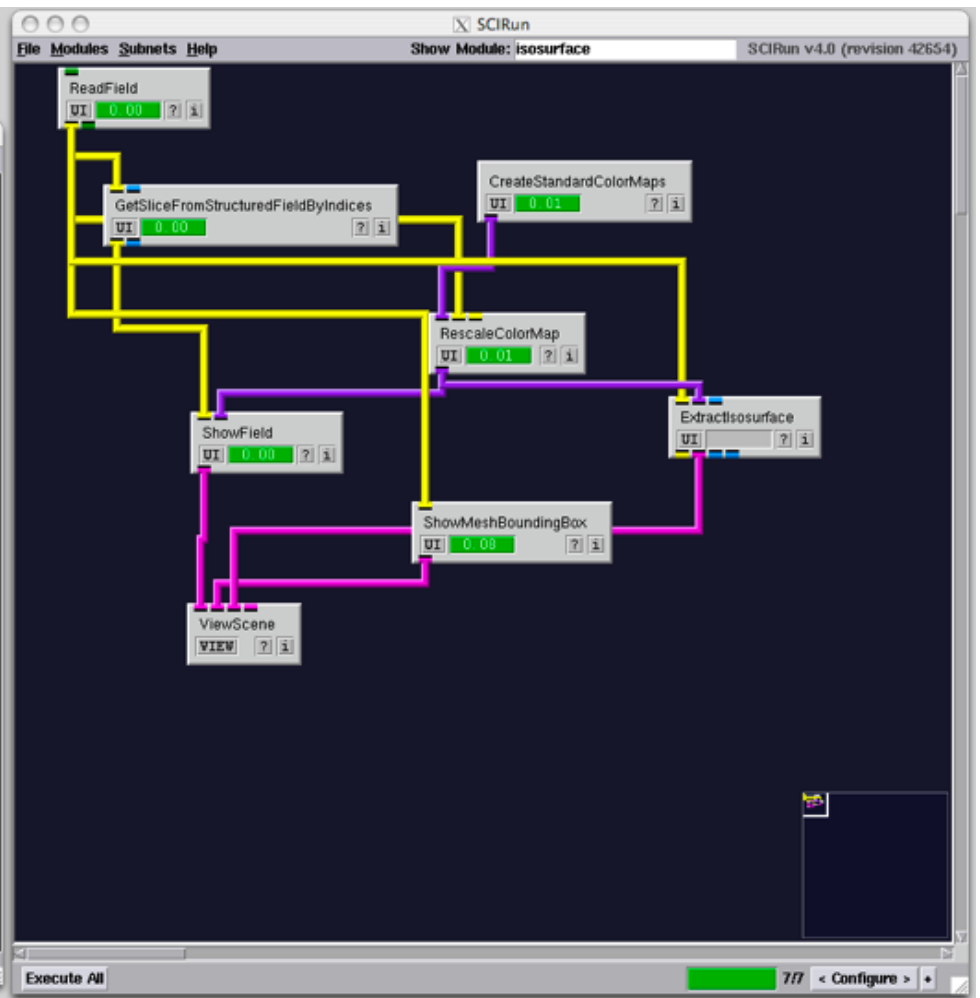 X SCIRun
File Modules Subnets Help Show Module: isosurface SCIRun v4.0 (revision 42654)
ReadField
UI 0.00 ? i
CreateStandardColorMaps
UI 0.01 ? i
GetSliceFromStructuredFieldByIndices
UI 0.00 ? i
RescaleColorMap
UI 0.01 ? i
ExtractIsosurface
UI ? i
ShowField
UI 0.00 ? i
ShowMeshBoundingBox
UI 0.08 ? i
ViewScene
VIEW ? i
Execute All 7/7 < Configure > +